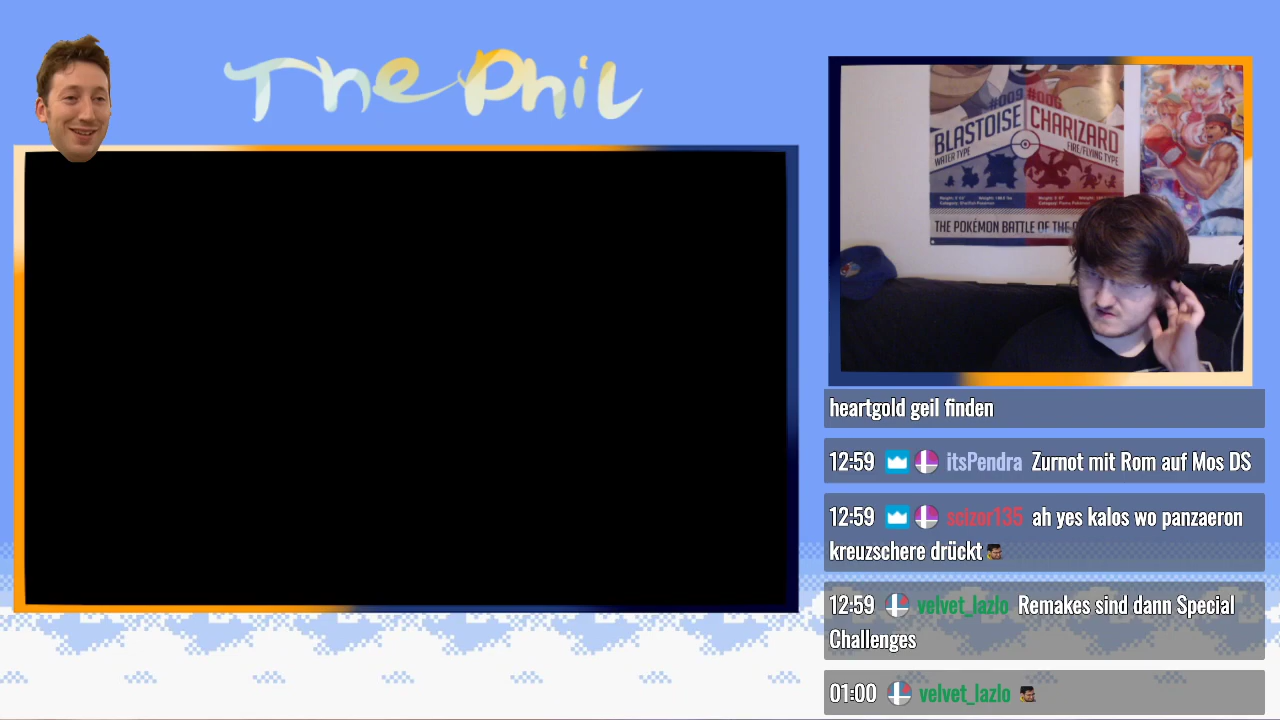 The Phil
#009 #006
BLASTOISE
WATER TYPE
CHARIZARD
FIRE/FLYING TYPE
THE POKÉMON BATTLE OF THE
heartgold geil finden
12:59 itsPendra Zurnot mit Rom auf Mos DS
12:59 scizor135 ah yes kalos wo panzaeron
kreuzschere drückt
12:59 velvet_lazlo Remakes sind dann Special
Challenges
01:00 velvet_lazlo